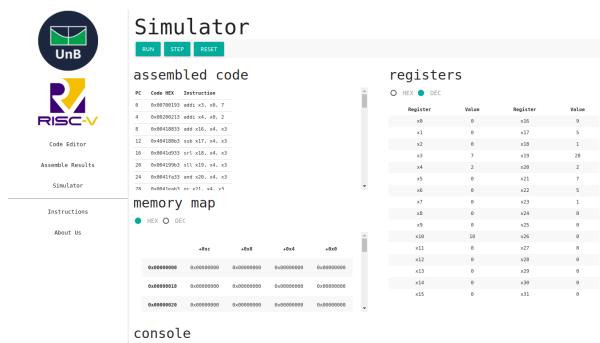 UnB
RISC-V
Code Editor
Assemble Results
Simulator
Instructions
About Us
Simulator
RUN STEP RESET
assembled code
PC Code HEX Instruction
0 0x00700193 addi x3, x0, 7
4 0x00200213 addi x4, x0, 2
8 0x00418833 add x16, x4, x3
12 0x404188b3 sub x17, x4, x3
16 0x0041d933 srl x18, x4, x3
20 0x004199b3 sll x19, x4, x3
24 0x0041fa33 and x20, x4, x3
28 0x0041eab3 or x21, x4, x3
memory map
HEX DEC
+0xc +0x8 +0x4 +0x0
0x00000000 0x00000000 0x00000000 0x00000000 0x00000000
0x00000010 0x00000000 0x00000000 0x00000000 0x00000000
0x00000020 0x00000000 0x00000000 0x00000000 0x00000000
console
registers
HEX DEC
Register Value Register Value
x0 0 x16 9
x1 0 x17 5
x2 0 x18 1
x3 7 x19 28
x4 2 x20 2
x5 0 x21 7
x6 0 x22 5
x7 0 x23 1
x8 0 x24 0
x9 0 x25 0
x10 10 x26 0
x11 0 x27 0
x12 0 x28 0
x13 0 x29 0
x14 0 x30 0
x15 0 x31 0